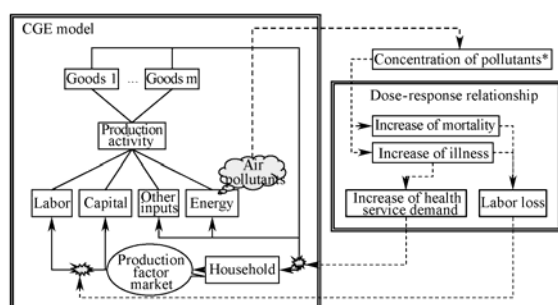 CGE model
Goods 1 ... Goods m
Production
activity
Air
pollutants
Labor
Capital
Other
inputs
Energy
Production
factor
market
Household
Concentration of pollutants*
Dose-response relationship
Increase of mortality
Increase of illness
Increase of health
service demand
Labor loss